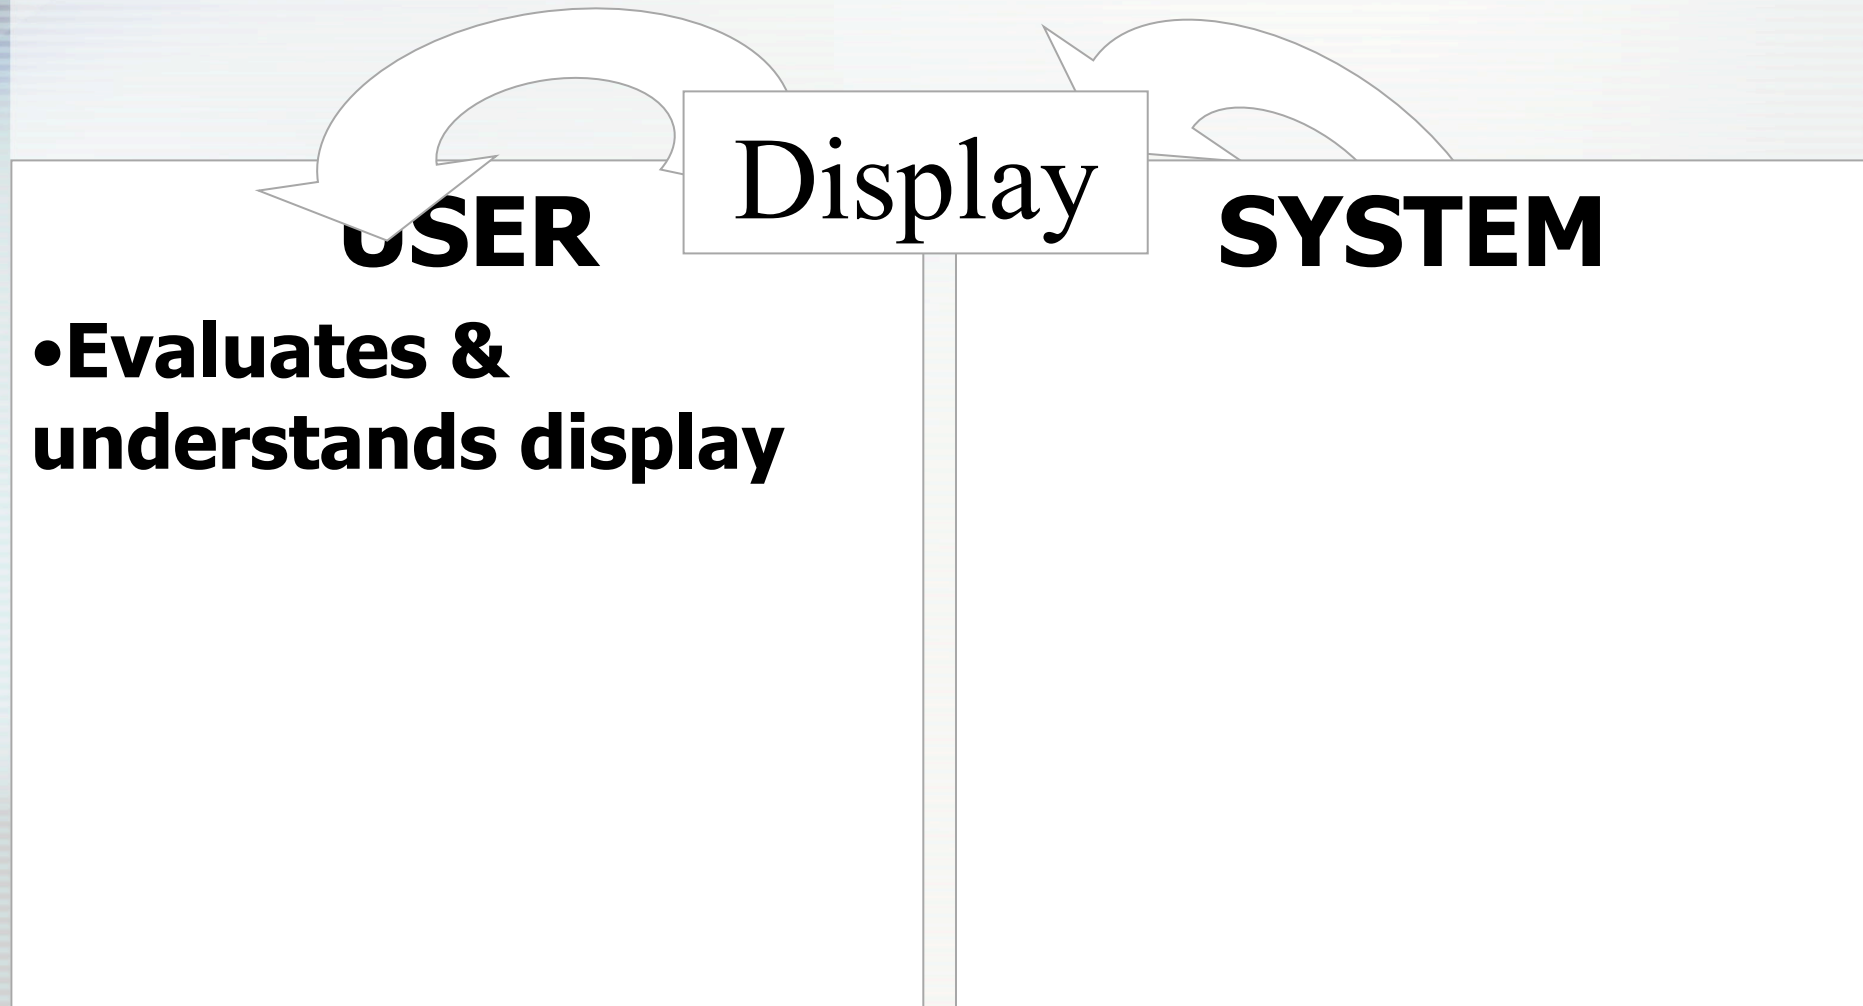 Display
USER
SYSTEM
•Evaluates &
understands display